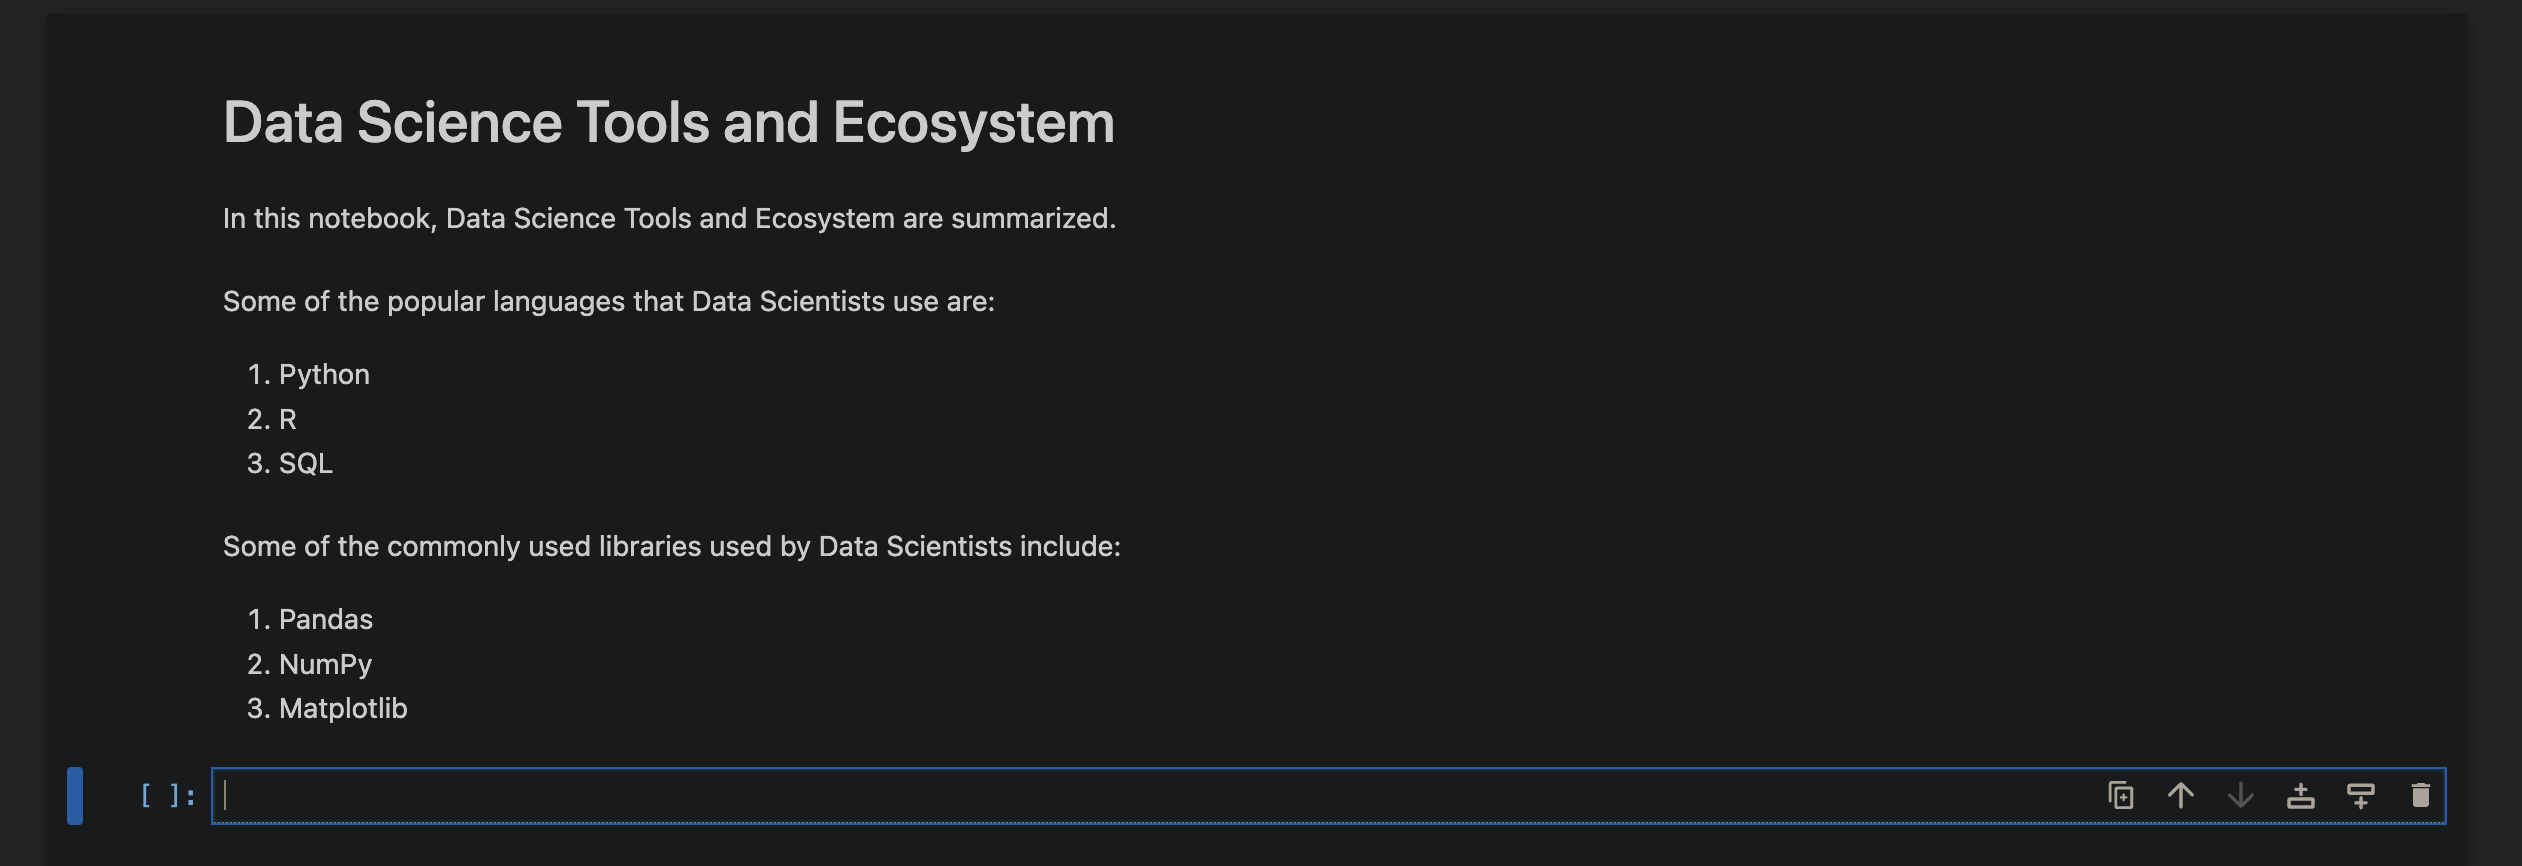 Data Science Tools and Ecosystem
In this notebook, Data Science Tools and Ecosystem are summarized.
Some of the popular languages that Data Scientists use are:
1. Python
2. R
3. SQL
Some of the commonly used libraries used by Data Scientists include:
1. Pandas
2. NumPy
3. Matplotlib
[ ]: